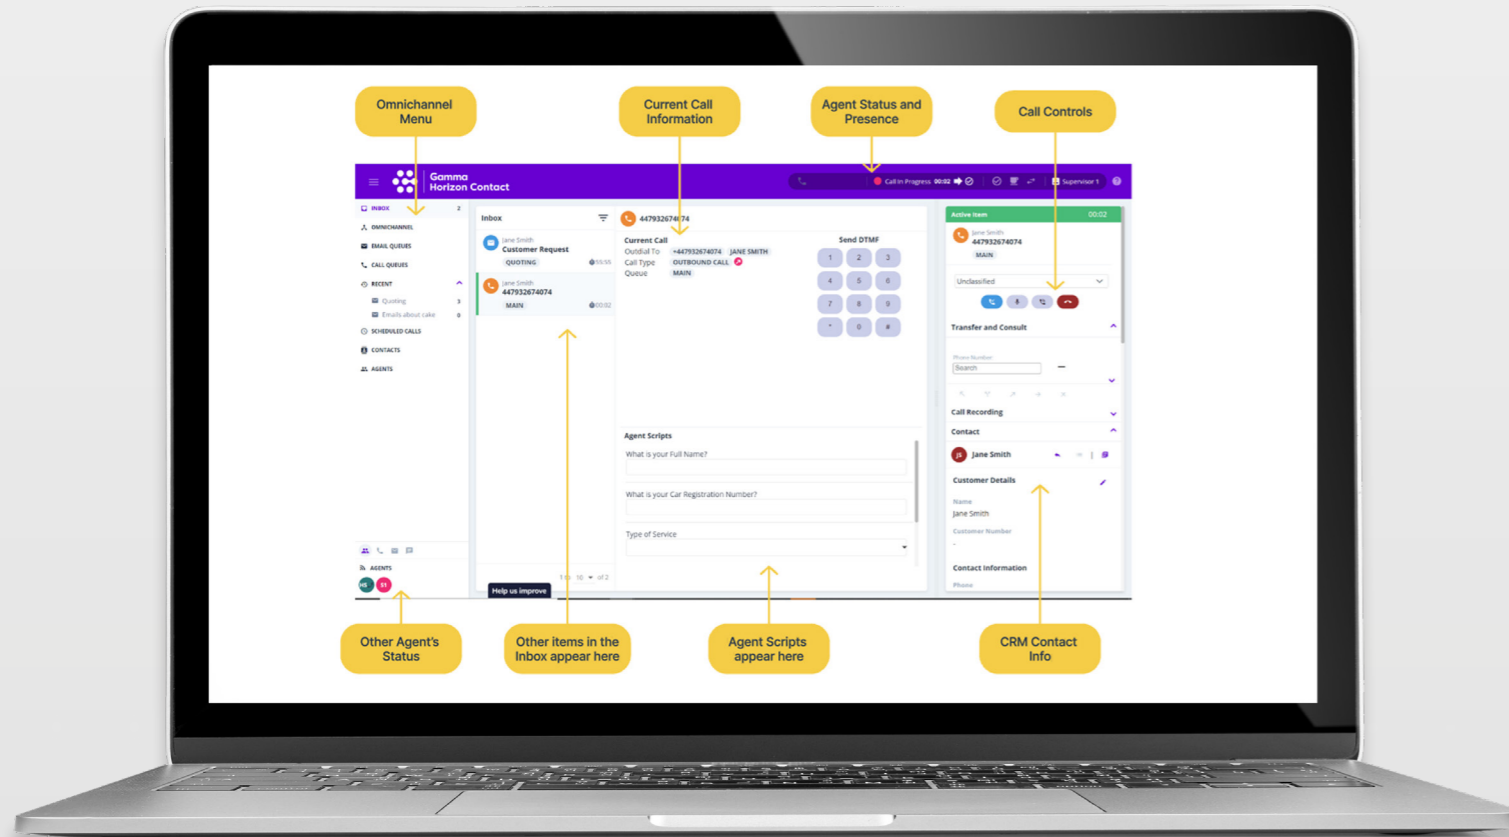 Omnichannel
Menu
Current Call
Information
Agent Status and
Presence
Call Controls
Gamma
Horizon Contact
Call In Progress 00:02
Supervisor 1
INBOX 2
OMNICHANNEL
EMAIL QUEUES
CALL QUEUES
RECENT
Quoting 3
Emails about cake 0
SCHEDULED CALLS
CONTACTS
AGENTS
AGENTS
HS S1
Inbox
Jane Smith
Customer Request
QUOTING 55:55
Jane Smith
447932674074
MAIN 00:02
of 2
Help us improve
447932674074
Current Call
Outdial To +447932674074 JANE SMITH
Call Type OUTBOUND CALL
Queue MAIN
Send DTMF
1 2 3
4 5 6
7 8 9
* 0 #
Agent Scripts
What is your Full Name?
What is your Car Registration Number?
Type of Service
Active Item 00:02
Jane Smith
447932674074
MAIN
Unclassified
Transfer and Consult
Phone Number
Search
Call Recording
Contact
JS Jane Smith
Customer Details
Name
Jane Smith
Customer Number
-
Contact Information
Phone
Other Agent's
Status
Other items in the
Inbox appear here
Agent Scripts
appear here
CRM Contact
Info